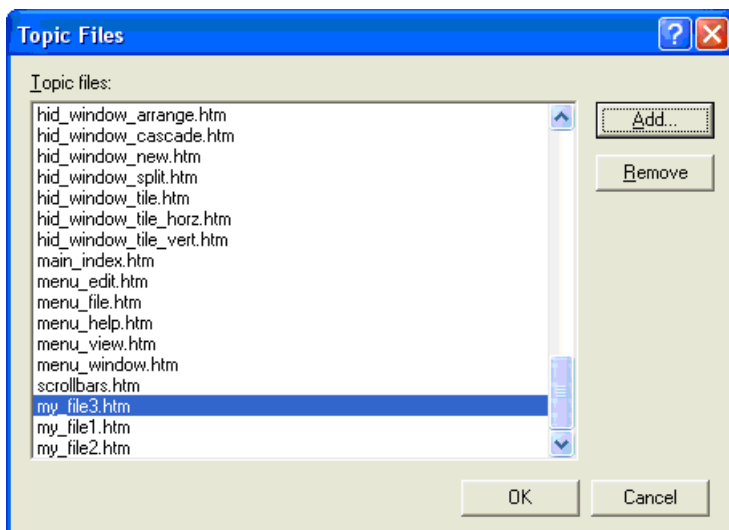 Topic Files
Topic files:
hid_window_arrange.htm
hid_window_cascade.htm
hid_window_new.htm
hid_window_split.htm
hid_window_tile.htm
hid_window_tile_horz.htm
hid_window_tile_vert.htm
main_index.htm
menu_edit.htm
menu_file.htm
menu_help.htm
menu_view.htm
menu_window.htm
scrollbars.htm
my_file3.htm
my_file1.htm
my_file2.htm
Add...
Remove
OK Cancel